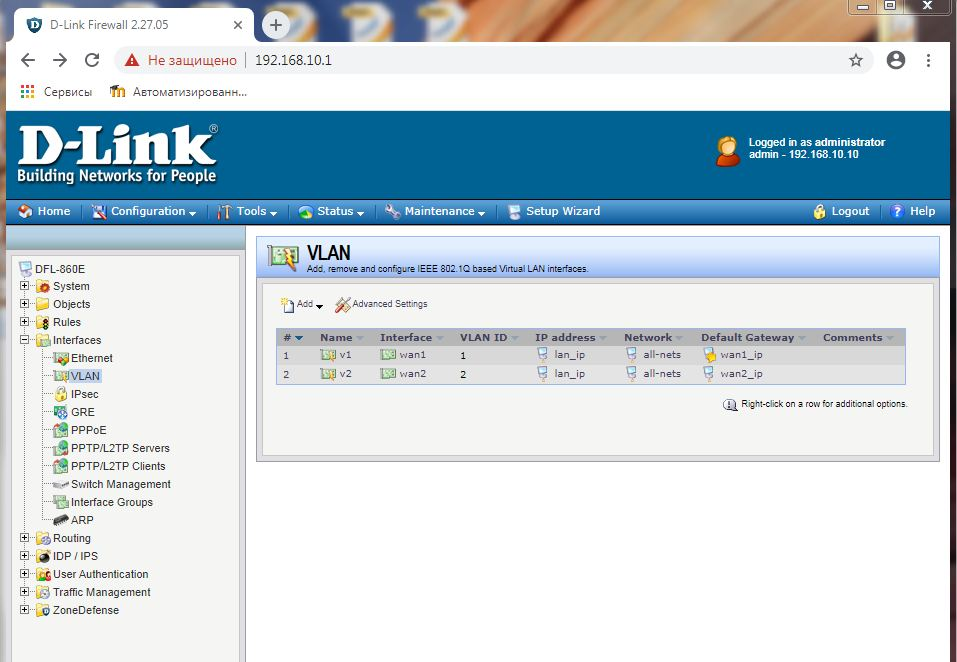 D-Link Firewall 2.27.05
Не защищено 192.168.10.1
Сервисы Автоматизированн...
D-Link®
Building Networks for People
Logged in as administrator
admin - 192.168.10.10
Home Configuration Tools Status Maintenance Setup Wizard Logout Help
VLAN
Add, remove and configure IEEE 802.1Q based Virtual LAN interfaces.
DFL-860E
System
Objects
Rules
Interfaces
Ethernet
VLAN
IPsec
GRE
PPPoE
PPTP/L2TP Servers
PPTP/L2TP Clients
Switch Management
Interface Groups
ARP
Routing
IDP / IPS
User Authentication
Traffic Management
ZoneDefense
Add Advanced Settings
# Name Interface VLAN ID IP address Network Default Gateway Comments
1 v1 wan1 1 lan_ip all-nets wan1_ip
2 v2 wan2 2 lan_ip all-nets wan2_ip
Right-click on a row for additional options.